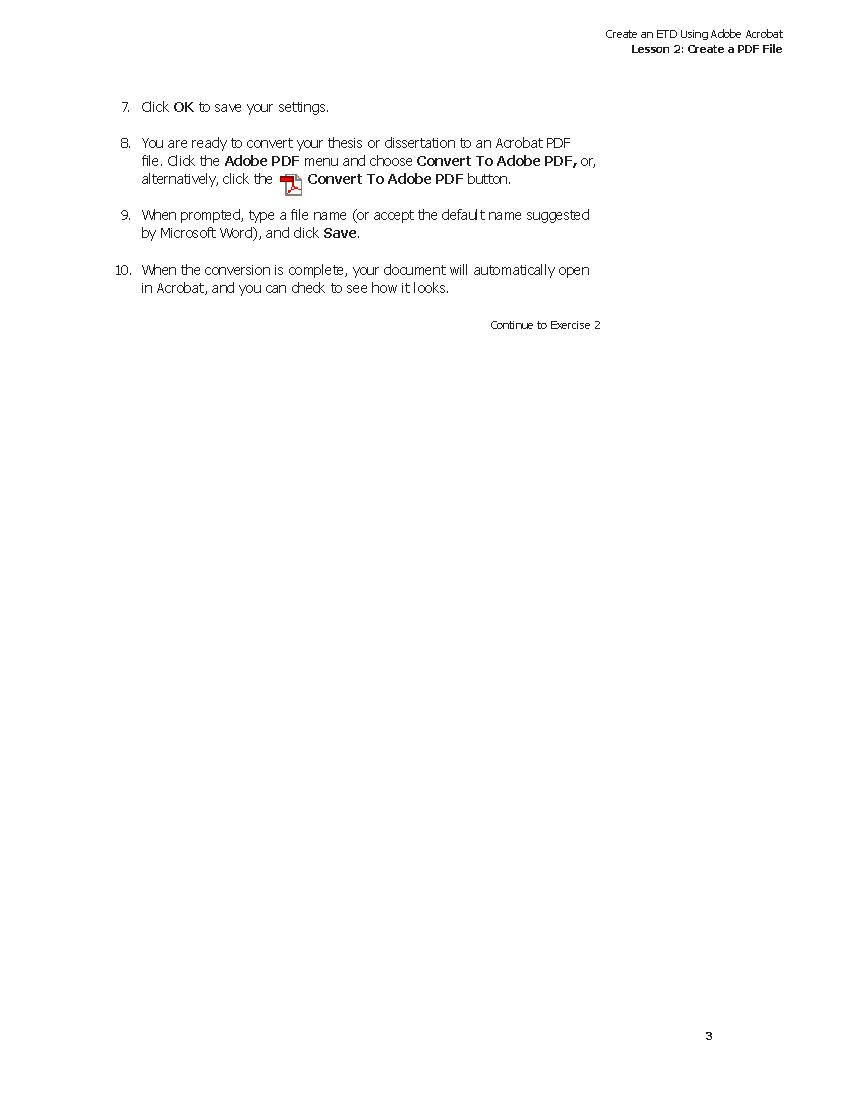 Create an ETD Using Adobe Acrobat
Lesson 2: Create a PDF File
7. Click OK to save your settings.
8. You are ready to convert your thesis or dissertation to an Acrobat PDF
file. Click the Adobe PDF menu and choose Convert To Adobe PDF, or,
alternatively, click the Convert To Adobe PDF button.
9. When prompted, type a file name (or accept the default name suggested
by Microsoft Word), and click Save.
10. When the conversion is complete, your document will automatically open
in Acrobat, and you can check to see how it looks.
Continue to Exercise 2
3